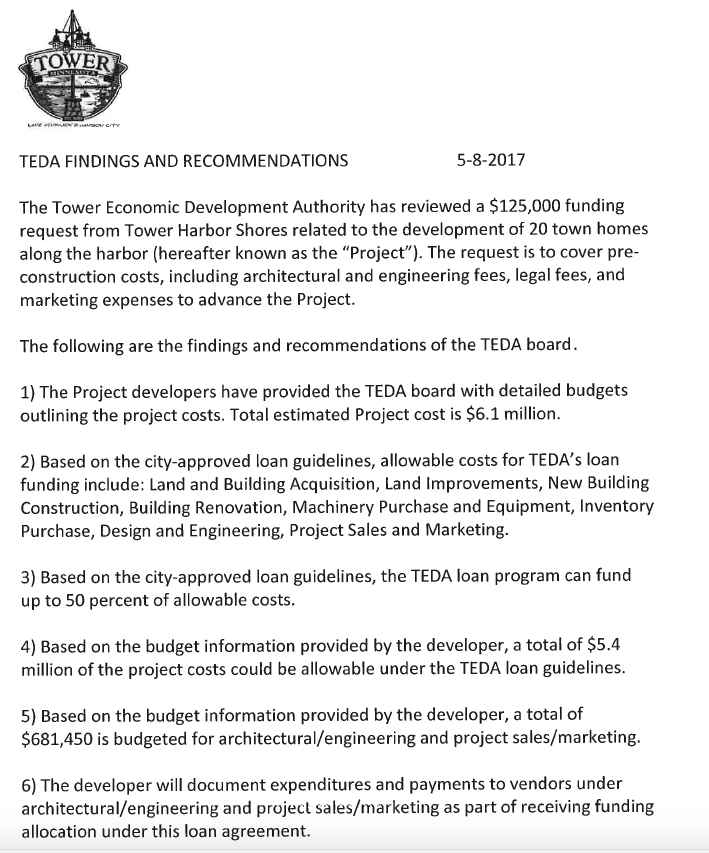 TOWER
MINNESOTA
LAKE VERMILION'S HARBOR CITY
TEDA FINDINGS AND RECOMMENDATIONS 5-8-2017
The Tower Economic Development Authority has reviewed a $125,000 funding
request from Tower Harbor Shores related to the development of 20 town homes
along the harbor (hereafter known as the “Project”). The request is to cover pre-
construction costs, including architectural and engineering fees, legal fees, and
marketing expenses to advance the Project.
The following are the findings and recommendations of the TEDA board.
1) The Project developers have provided the TEDA board with detailed budgets
outlining the project costs. Total estimated Project cost is $6.1 million.
2) Based on the city-approved loan guidelines, allowable costs for TEDA’s loan
funding include: Land and Building Acquisition, Land Improvements, New Building
Construction, Building Renovation, Machinery Purchase and Equipment, Inventory
Purchase, Design and Engineering, Project Sales and Marketing.
3) Based on the city-approved loan guidelines, the TEDA loan program can fund
up to 50 percent of allowable costs.
4) Based on the budget information provided by the developer, a total of $5.4
million of the project costs could be allowable under the TEDA loan guidelines.
5) Based on the budget information provided by the developer, a total of
$681,450 is budgeted for architectural/engineering and project sales/marketing.
6) The developer will document expenditures and payments to vendors under
architectural/engineering and project sales/marketing as part of receiving funding
allocation under this loan agreement.